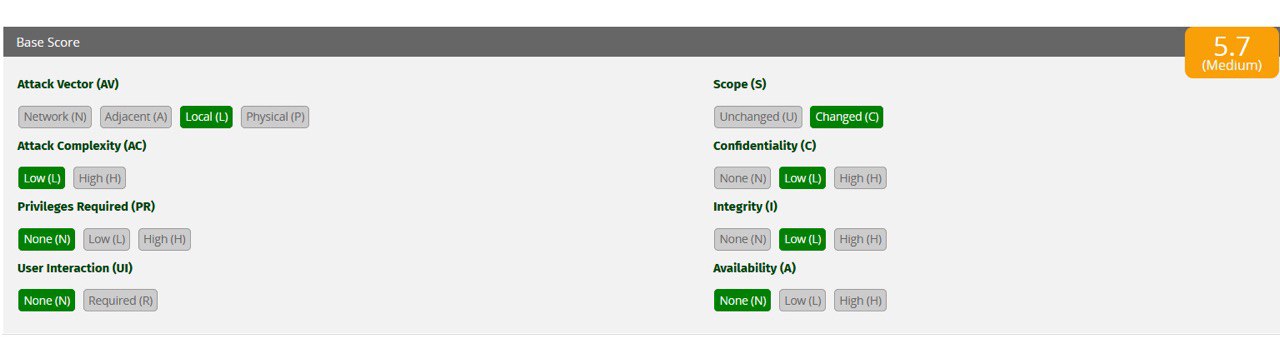 Base Score
5.7
(Medium)
Attack Vector (AV)
Network (N) Adjacent (A) Local (L) Physical (P)
Attack Complexity (AC)
Low (L) High (H)
Privileges Required (PR)
None (N) Low (L) High (H)
User Interaction (UI)
None (N) Required (R)
Scope (S)
Unchanged (U) Changed (C)
Confidentiality (C)
None (N) Low (L) High (H)
Integrity (I)
None (N) Low (L) High (H)
Availability (A)
None (N) Low (L) High (H)